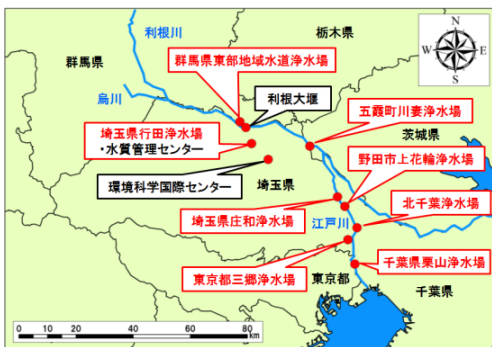 利根川
栃木県
N
W
E
S
群馬県
群馬県東部地域水道浄水場
烏川
利根大堰
五霞町川妻浄水場
埼玉県行田浄水場
・水質管理センター
茨城県
野田市上花輪浄水場
環境科学国際センター
埼玉県
北千葉浄水場
埼玉県庄和浄水場
江戸川
東京都三郷浄水場
千葉県栗山浄水場
東京都
千葉県
0 10 20 40 60 80
km